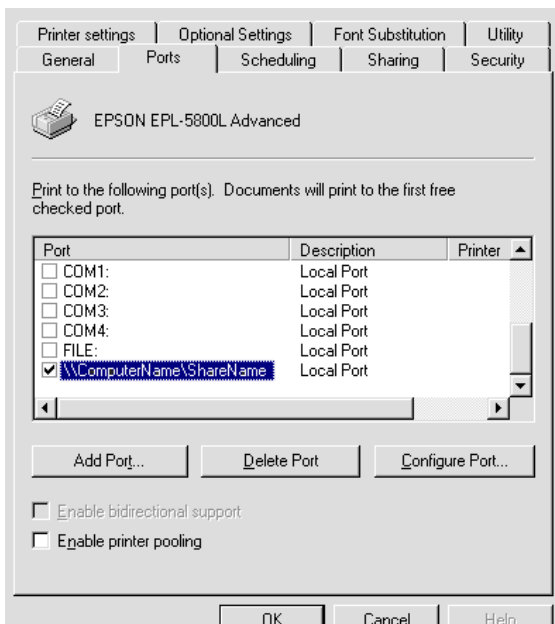 Printer settings Optional Settings Font Substitution Utility
General Ports Scheduling Sharing Security
EPSON EPL-5800L Advanced
Print to the following port(s). Documents will print to the first free
checked port.
Port Description Printer
COM1: Local Port
COM2: Local Port
COM3: Local Port
COM4: Local Port
FILE: Local Port
\\ComputerName\ShareName Local Port
Add Port... Delete Port Configure Port...
Enable bidirectional support
Enable printer pooling
OK Cancel Help